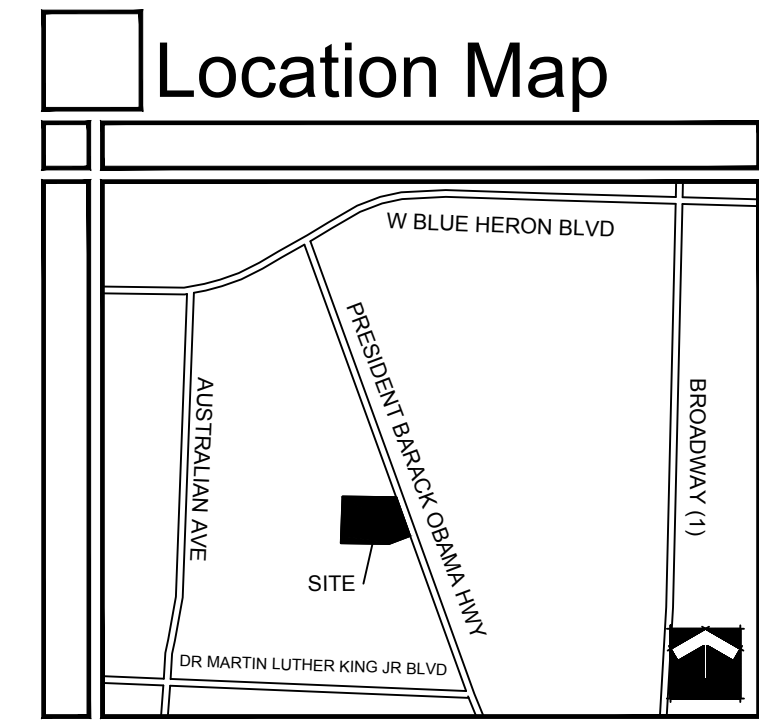 Location Map
W BLUE HERON BLVD
PRESIDENT BARACK OBAMA HWY
AUSTRALIAN AVE
BROADWAY (1)
SITE
DR MARTIN LUTHER KING JR BLVD